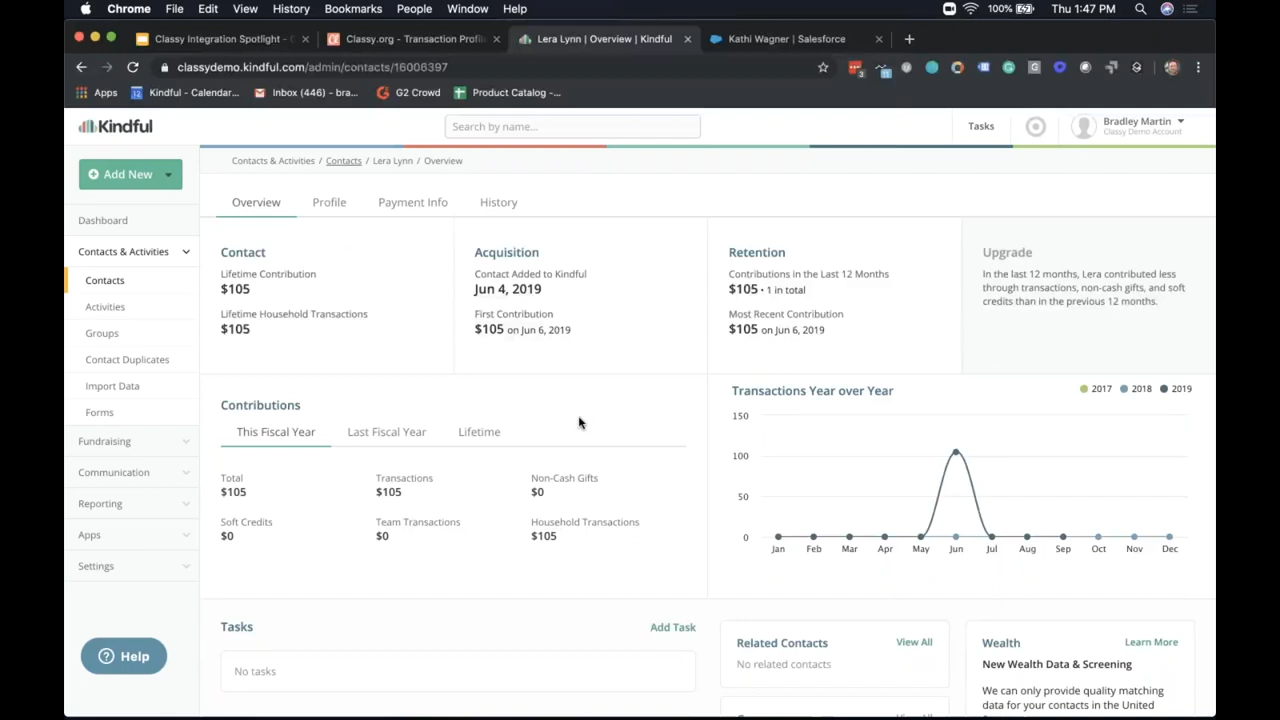 Chrome File Edit View History Bookmarks People Window Help 100% Thu 1:47 PM
Classy Integration Spotlight - Classy.org - Transaction Profil Lera Lynn | Overview | Kindful Kathi Wagner | Salesforce
classydemo.kindful.com/admin/contacts/16006397
Apps Kindful - Calendar... Inbox (446) - bra... G2 Crowd Product Catalog -...
Kindful
Search by name...
Tasks
Bradley Martin
Classy Demo Account
Add New
Dashboard
Contacts & Activities
Contacts
Activities
Groups
Contact Duplicates
Import Data
Forms
Fundraising
Communication
Reporting
Apps
Settings
Help
Contacts & Activities / Contacts / Lera Lynn / Overview
Overview Profile Payment Info History
Contact
Lifetime Contribution
$105
Lifetime Household Transactions
$105
Acquisition
Contact Added to Kindful
Jun 4, 2019
First Contribution
$105 on Jun 6, 2019
Retention
Contributions in the Last 12 Months
$105 • 1 in total
Most Recent Contribution
$105 on Jun 6, 2019
Upgrade
In the last 12 months, Lera contributed less
through transactions, non-cash gifts, and soft
credits than in the previous 12 months.
Contributions
This Fiscal Year Last Fiscal Year Lifetime
Total Transactions Non-Cash Gifts
$105 $105 $0
Soft Credits Team Transactions Household Transactions
$0 $0 $105
Transactions Year over Year
2017 2018 2019
150
100
50
0
Jan Feb Mar Apr May Jun Jul Aug Sep Oct Nov Dec
Tasks Add Task
No tasks
Related Contacts View All
No related contacts
Wealth Learn More
New Wealth Data & Screening
We can only provide quality matching
data for your contacts in the United